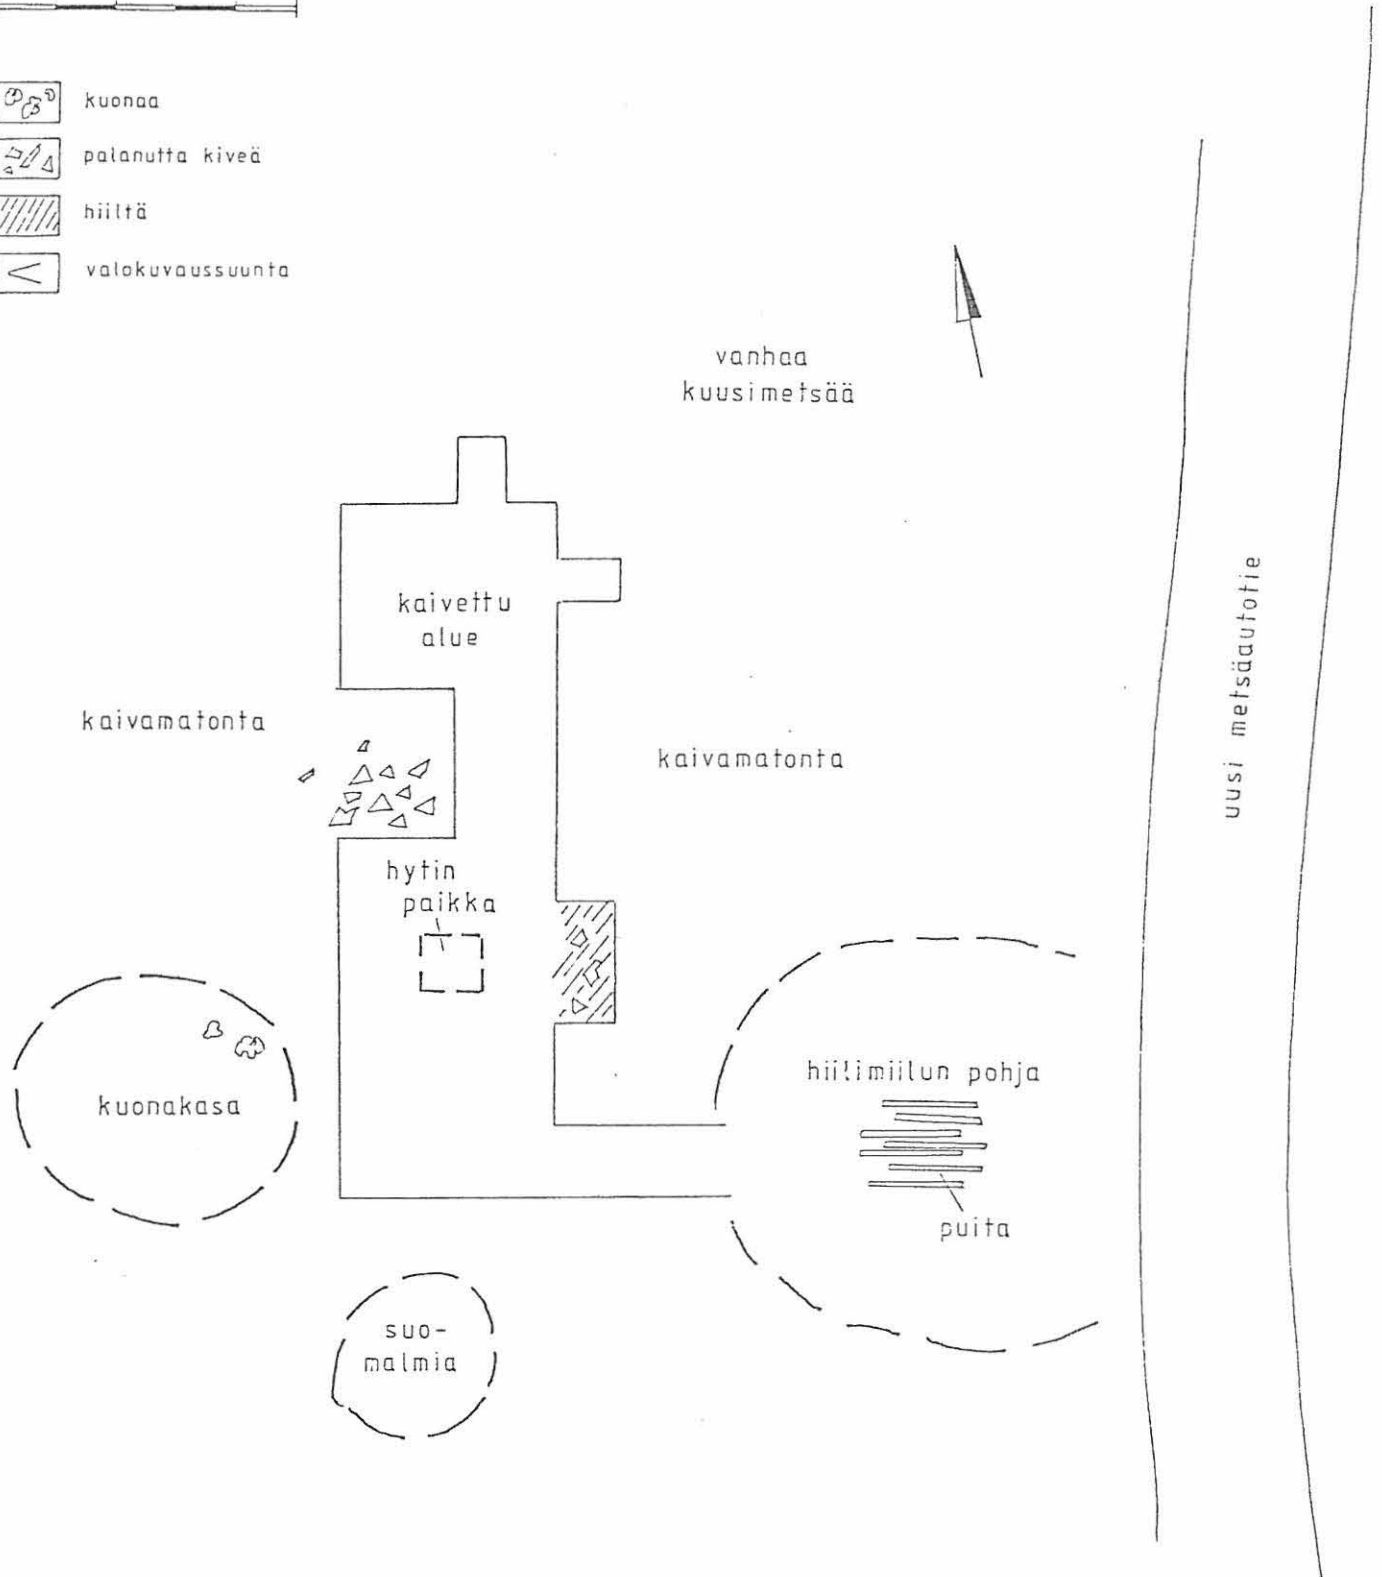 kuonaa
palanutta kiveä
hiiltä
valokuvaussuunta
vanhaa
kuusimetsää
kaivettu
alue
uusi metsäautotie
kaivamatonta
kaivamatonta
hytin
paikka
hiilimiilun pohja
kuonakasa
puita
suo-
malmia